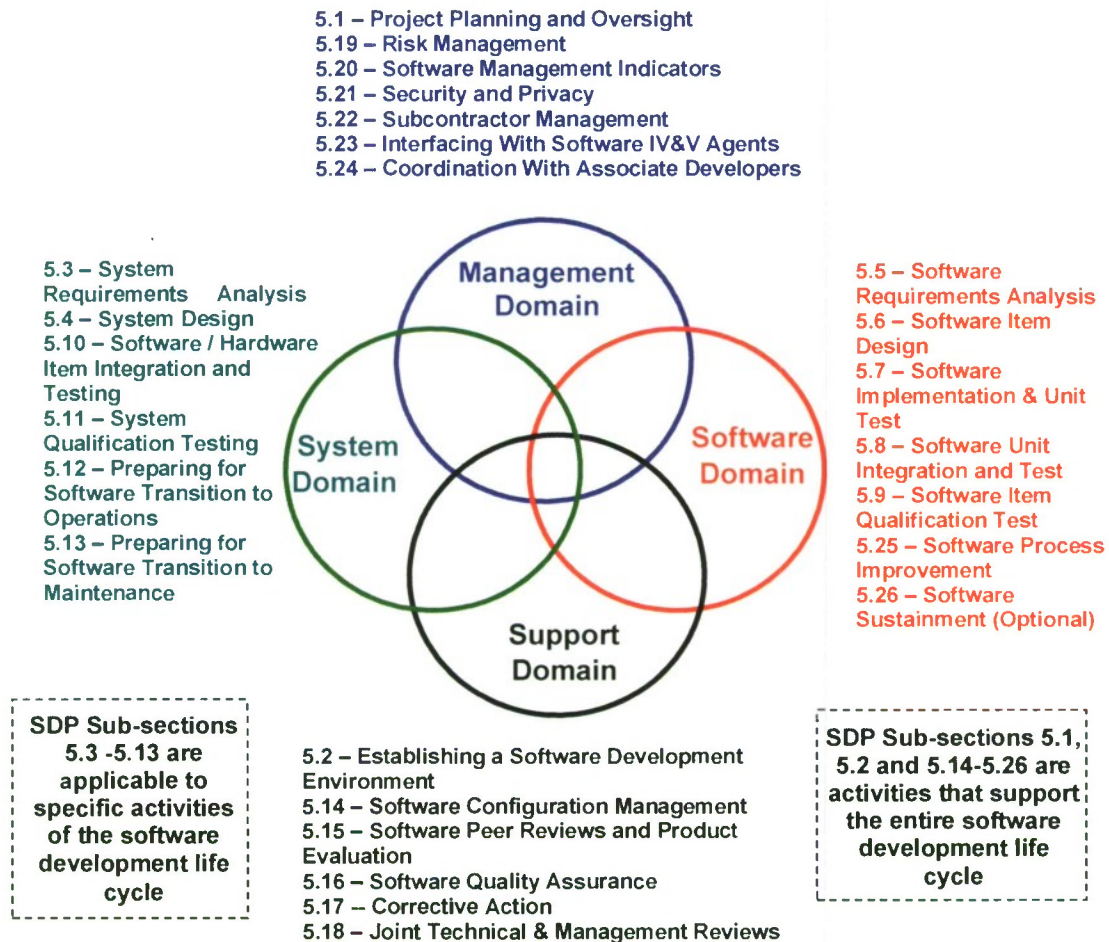 5.1 – Project Planning and Oversight
5.19 – Risk Management
5.20 – Software Management Indicators
5.21 – Security and Privacy
5.22 – Subcontractor Management
5.23 – Interfacing With Software IV&V Agents
5.24 – Coordination With Associate Developers
Management
Domain
5.3 – System
Requirements Analysis
5.4 – System Design
5.10 – Software / Hardware
Item Integration and
Testing
5.11 – System
Qualification Testing
5.12 – Preparing for
Software Transition to
Operations
5.13 – Preparing for
Software Transition to
Maintenance
System
Domain
Software
Domain
5.5 – Software
Requirements Analysis
5.6 – Software Item
Design
5.7 – Software
Implementation & Unit
Test
5.8 – Software Unit
Integration and Test
5.9 – Software Item
Qualification Test
5.25 – Software Process
Improvement
5.26 – Software
Sustainment (Optional)
Support
Domain
SDP Sub-sections
5.3 -5.13 are
applicable to
specific activities
of the software
development life
cycle
5.2 – Establishing a Software Development
Environment
5.14 – Software Configuration Management
5.15 – Software Peer Reviews and Product
Evaluation
5.16 – Software Quality Assurance
5.17 – Corrective Action
5.18 – Joint Technical & Management Reviews
SDP Sub-sections 5.1,
5.2 and 5.14-5.26 are
activities that support
the entire software
development life
cycle